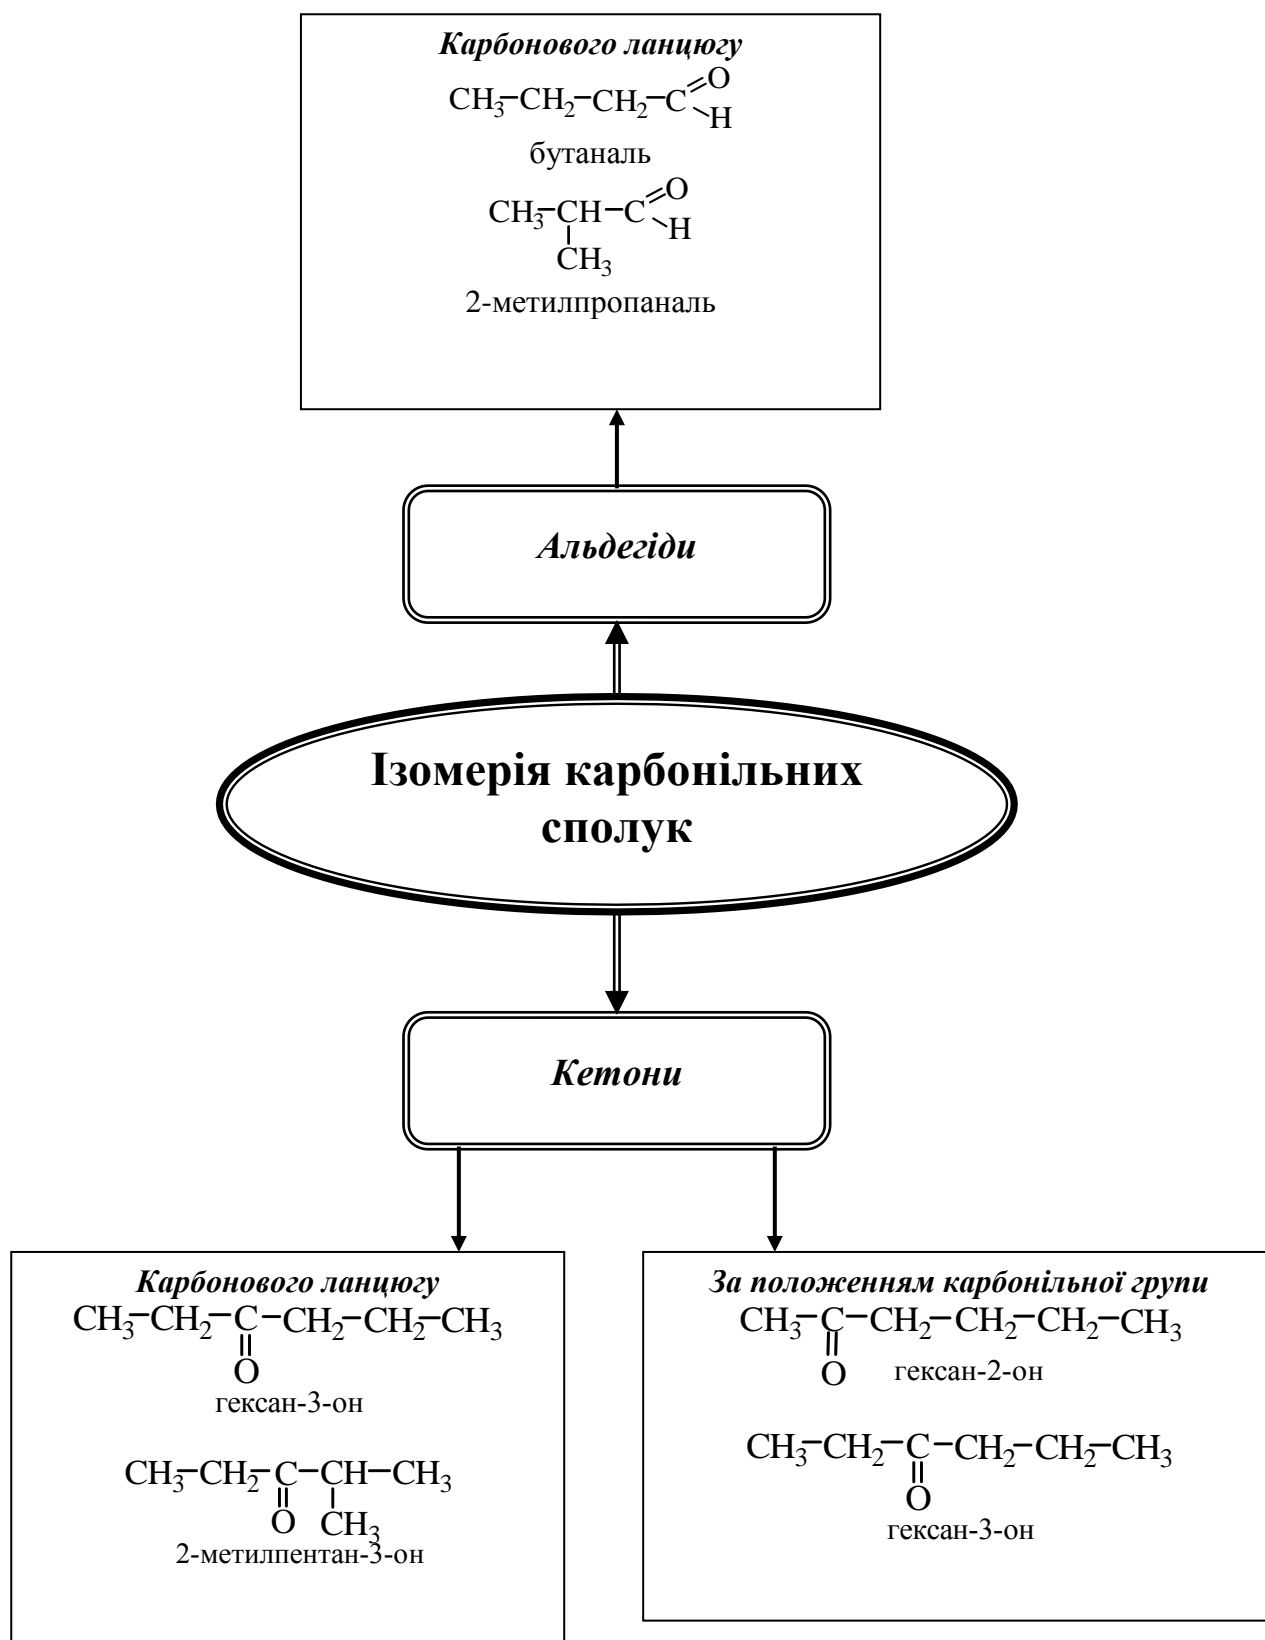 Карбонового ланцюгу
CH3-CH2-CH2-C=O
H
бутаналь
CH3-CH-C=O
H
CH3
2-метилпропаналь
Альдегіди
Ізомерія карбонільних
сполук
Кетони
Карбонового ланцюгу
CH3-CH2-C-CH2-CH2-CH3
O
гексан-3-он
CH3-CH2-C-CH-CH3
O CH3
2-метилпентан-3-он
За положенням карбонільної групи
CH3-C-CH2-CH2-CH2-CH3
O гексан-2-он
CH3-CH2-C-CH2-CH2-CH3
O
гексан-3-он